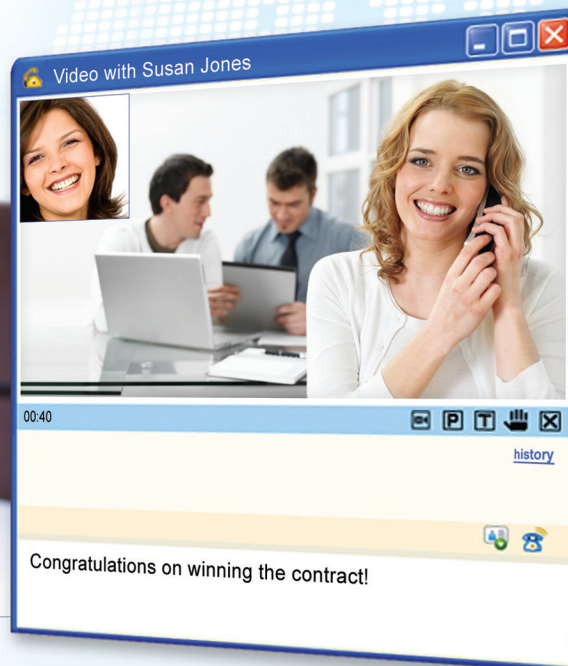 Video with Susan Jones
00:40
P T
history
Congratulations on winning the contract!